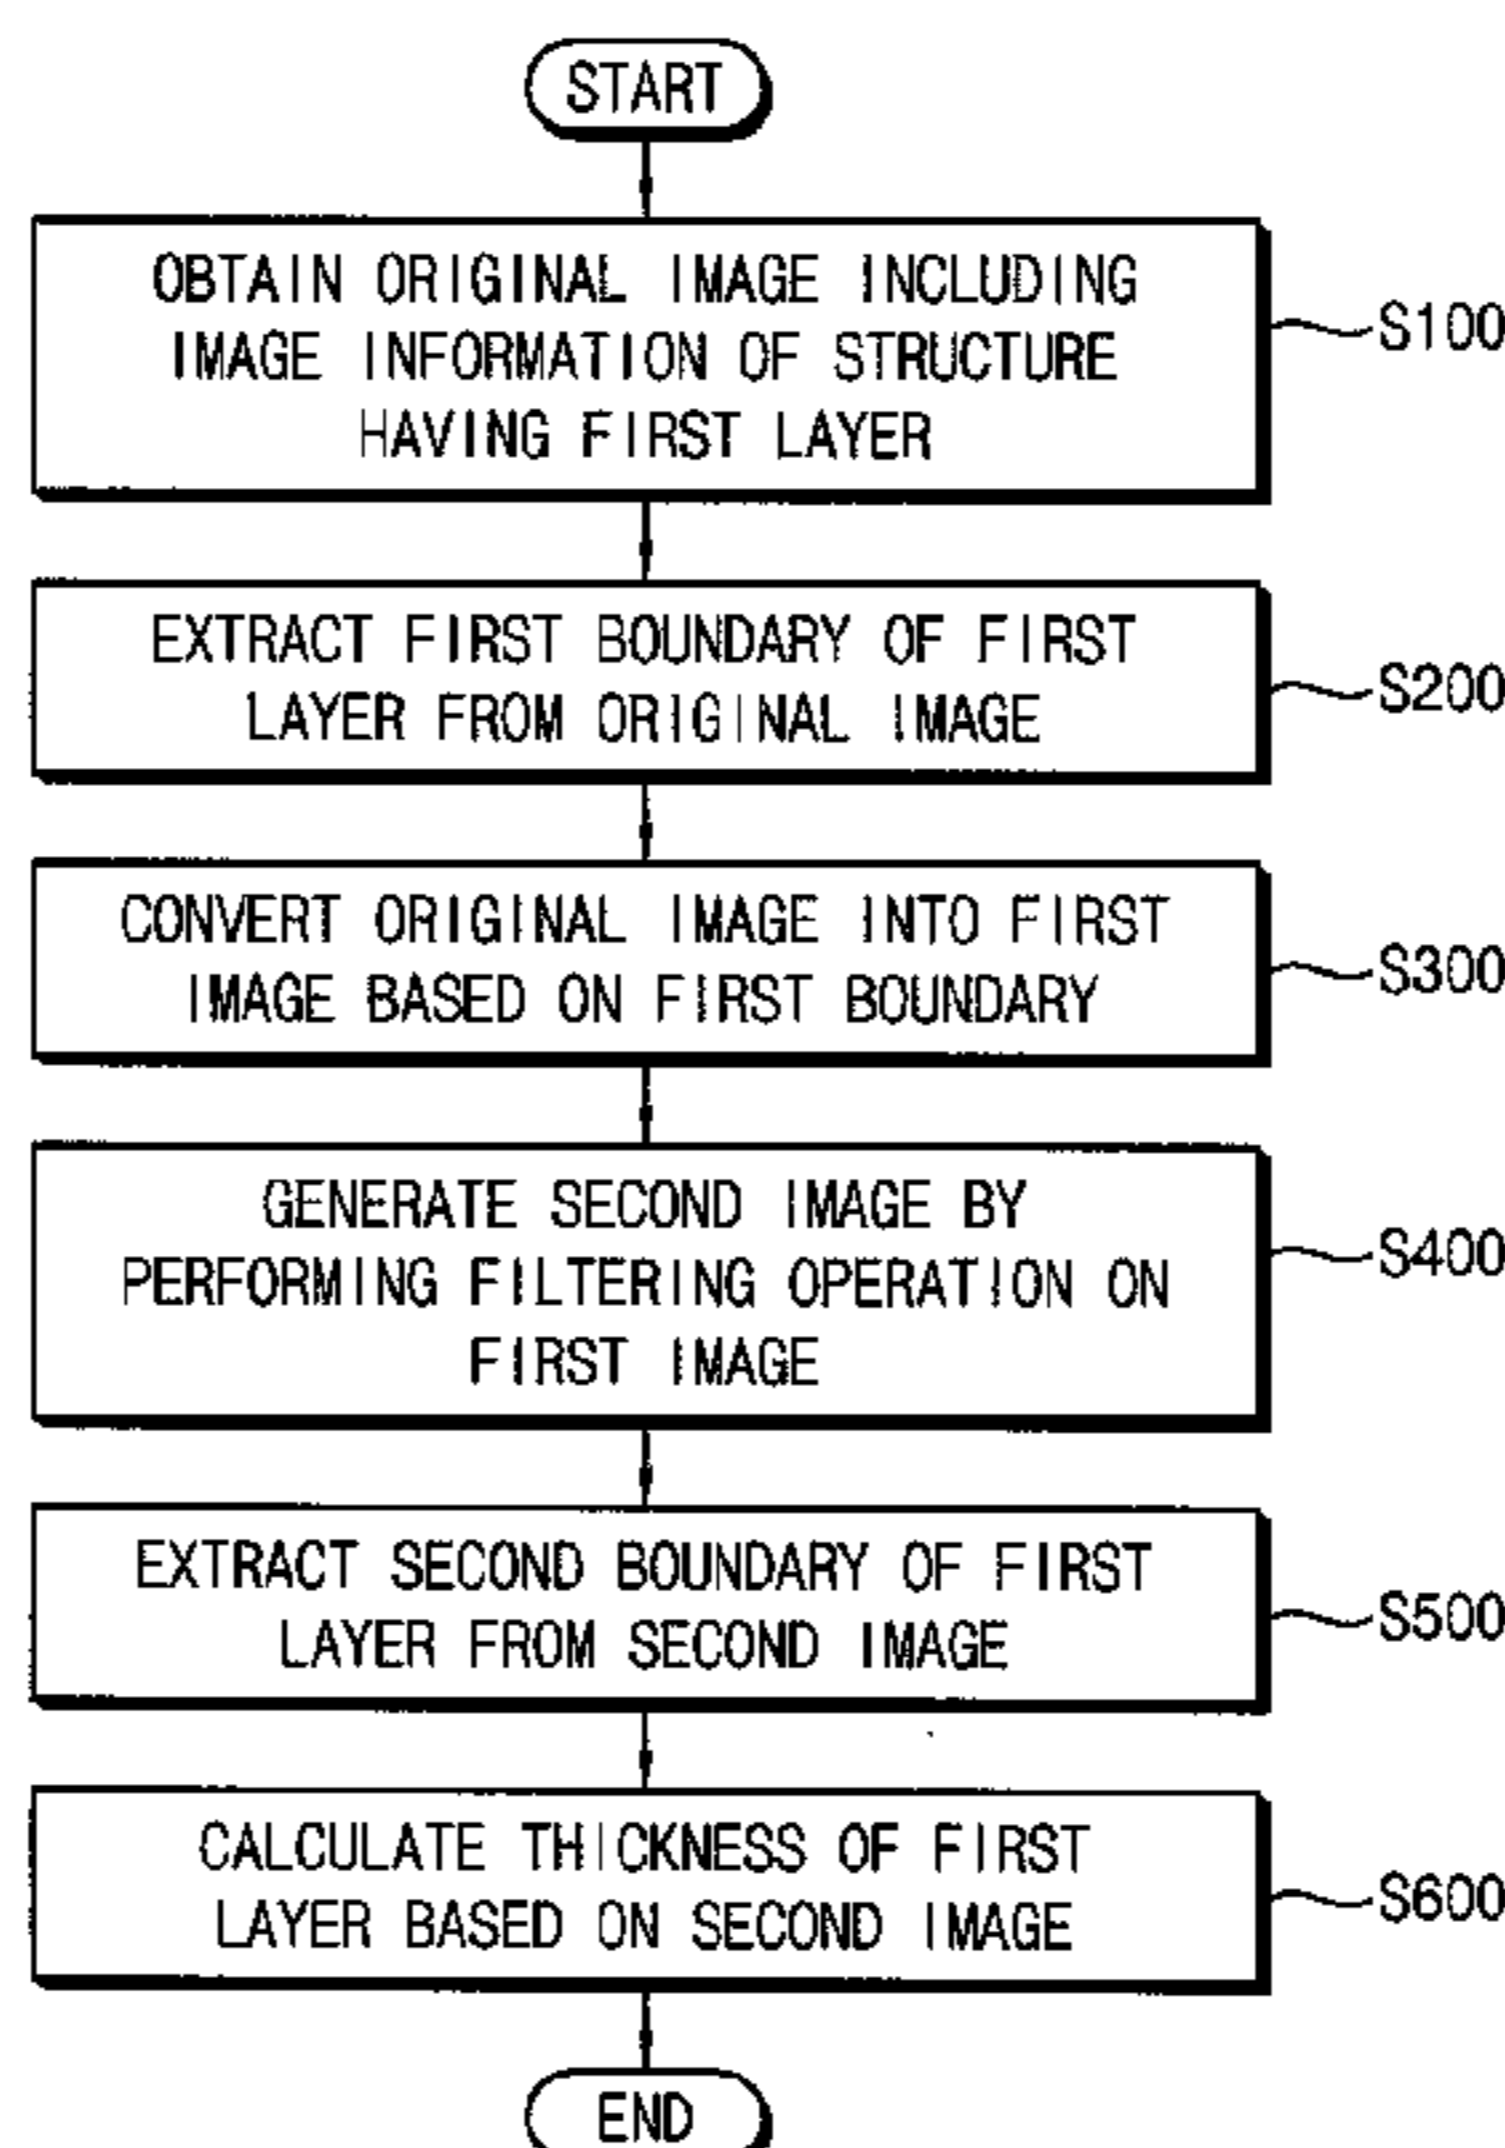 START
OBTAIN ORIGINAL IMAGE INCLUDING
IMAGE INFORMATION OF STRUCTURE
HAVING FIRST LAYER
S100
EXTRACT FIRST BOUNDARY OF FIRST
LAYER FROM ORIGINAL IMAGE
S200
CONVERT ORIGINAL IMAGE INTO FIRST
IMAGE BASED ON FIRST BOUNDARY
S300
GENERATE SECOND IMAGE BY
PERFORMING FILTERING OPERATION ON
FIRST IMAGE
S400
EXTRACT SECOND BOUNDARY OF FIRST
LAYER FROM SECOND IMAGE
S500
CALCULATE THICKNESS OF FIRST
LAYER BASED ON SECOND IMAGE
S600
END